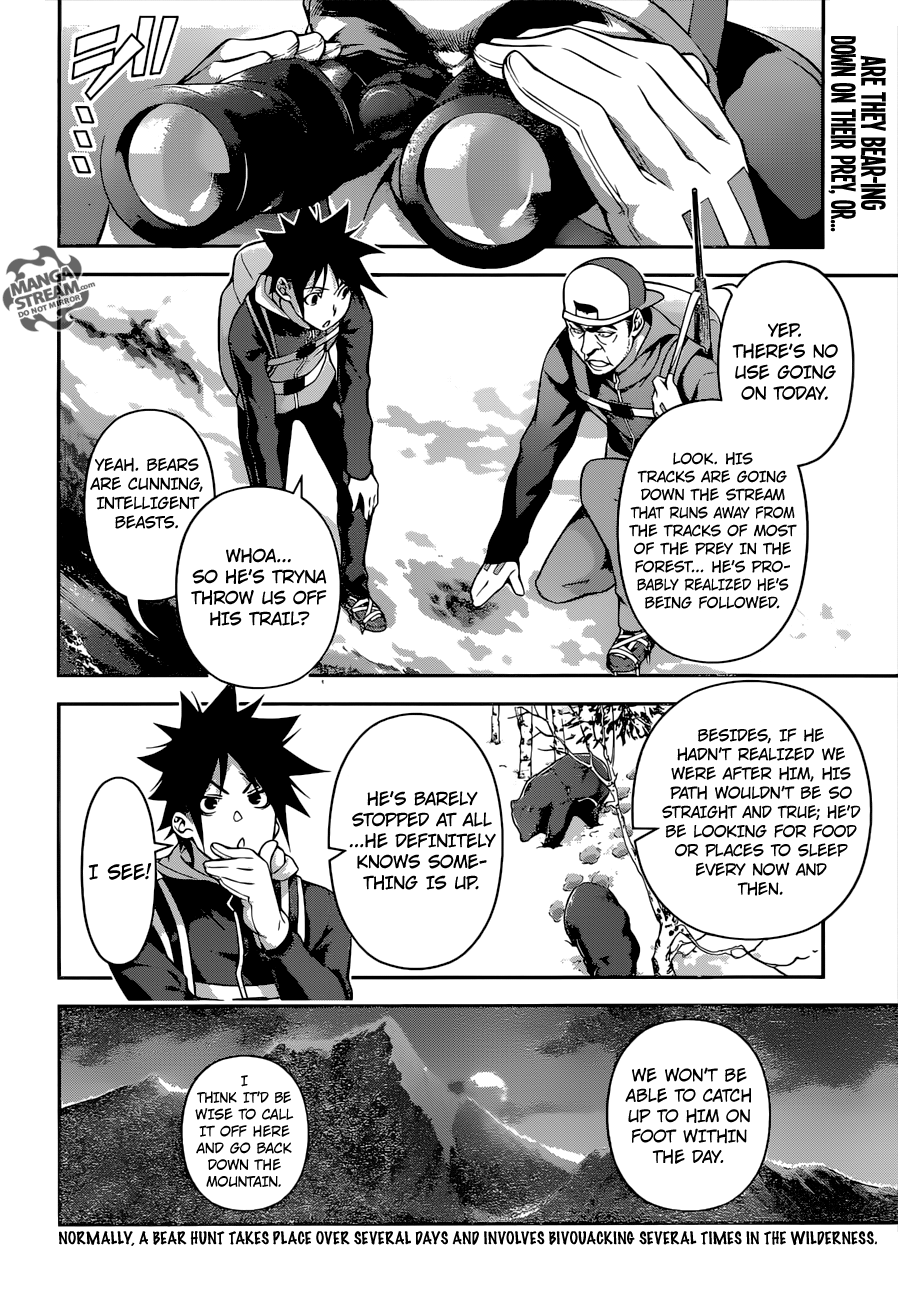 ARE THEY BEAR-ING
DOWN ON THEIR PREY, OR...
MANGA
STREAM.com
DO NOT MIRROR
YEP.
THERE'S NO
USE GOING
ON TODAY.
LOOK. HIS
TRACKS ARE GOING
DOWN THE STREAM
THAT RUNS AWAY FROM
THE TRACKS OF MOST
OF THE PREY IN THE
FOREST... HE'S PRO-
BABLY REALIZED HE'S
BEING FOLLOWED.
WHOA...
SO HE'S TRYNA
THROW US OFF
HIS TRAIL?
YEAH. BEARS
ARE CUNNING,
INTELLIGENT
BEASTS.
BESIDES, IF HE
HADN'T REALIZED WE
WERE AFTER HIM, HIS
PATH WOULDN'T BE SO
STRAIGHT AND TRUE; HE'D
BE LOOKING FOR FOOD
OR PLACES TO SLEEP
EVERY NOW AND
THEN.
HE'S BARELY
STOPPED AT ALL
...HE DEFINITELY
KNOWS SOME-
THING IS UP.
I SEE!
WE WON'T BE
ABLE TO CATCH
UP TO HIM ON
FOOT WITHIN
THE DAY.
I
THINK IT'D BE
WISE TO CALL
IT OFF HERE
AND GO BACK
DOWN THE
MOUNTAIN.
NORMALLY, A BEAR HUNT TAKES PLACE OVER SEVERAL DAYS AND INVOLVES BIVOUACKING SEVERAL TIMES IN THE WILDERNESS.